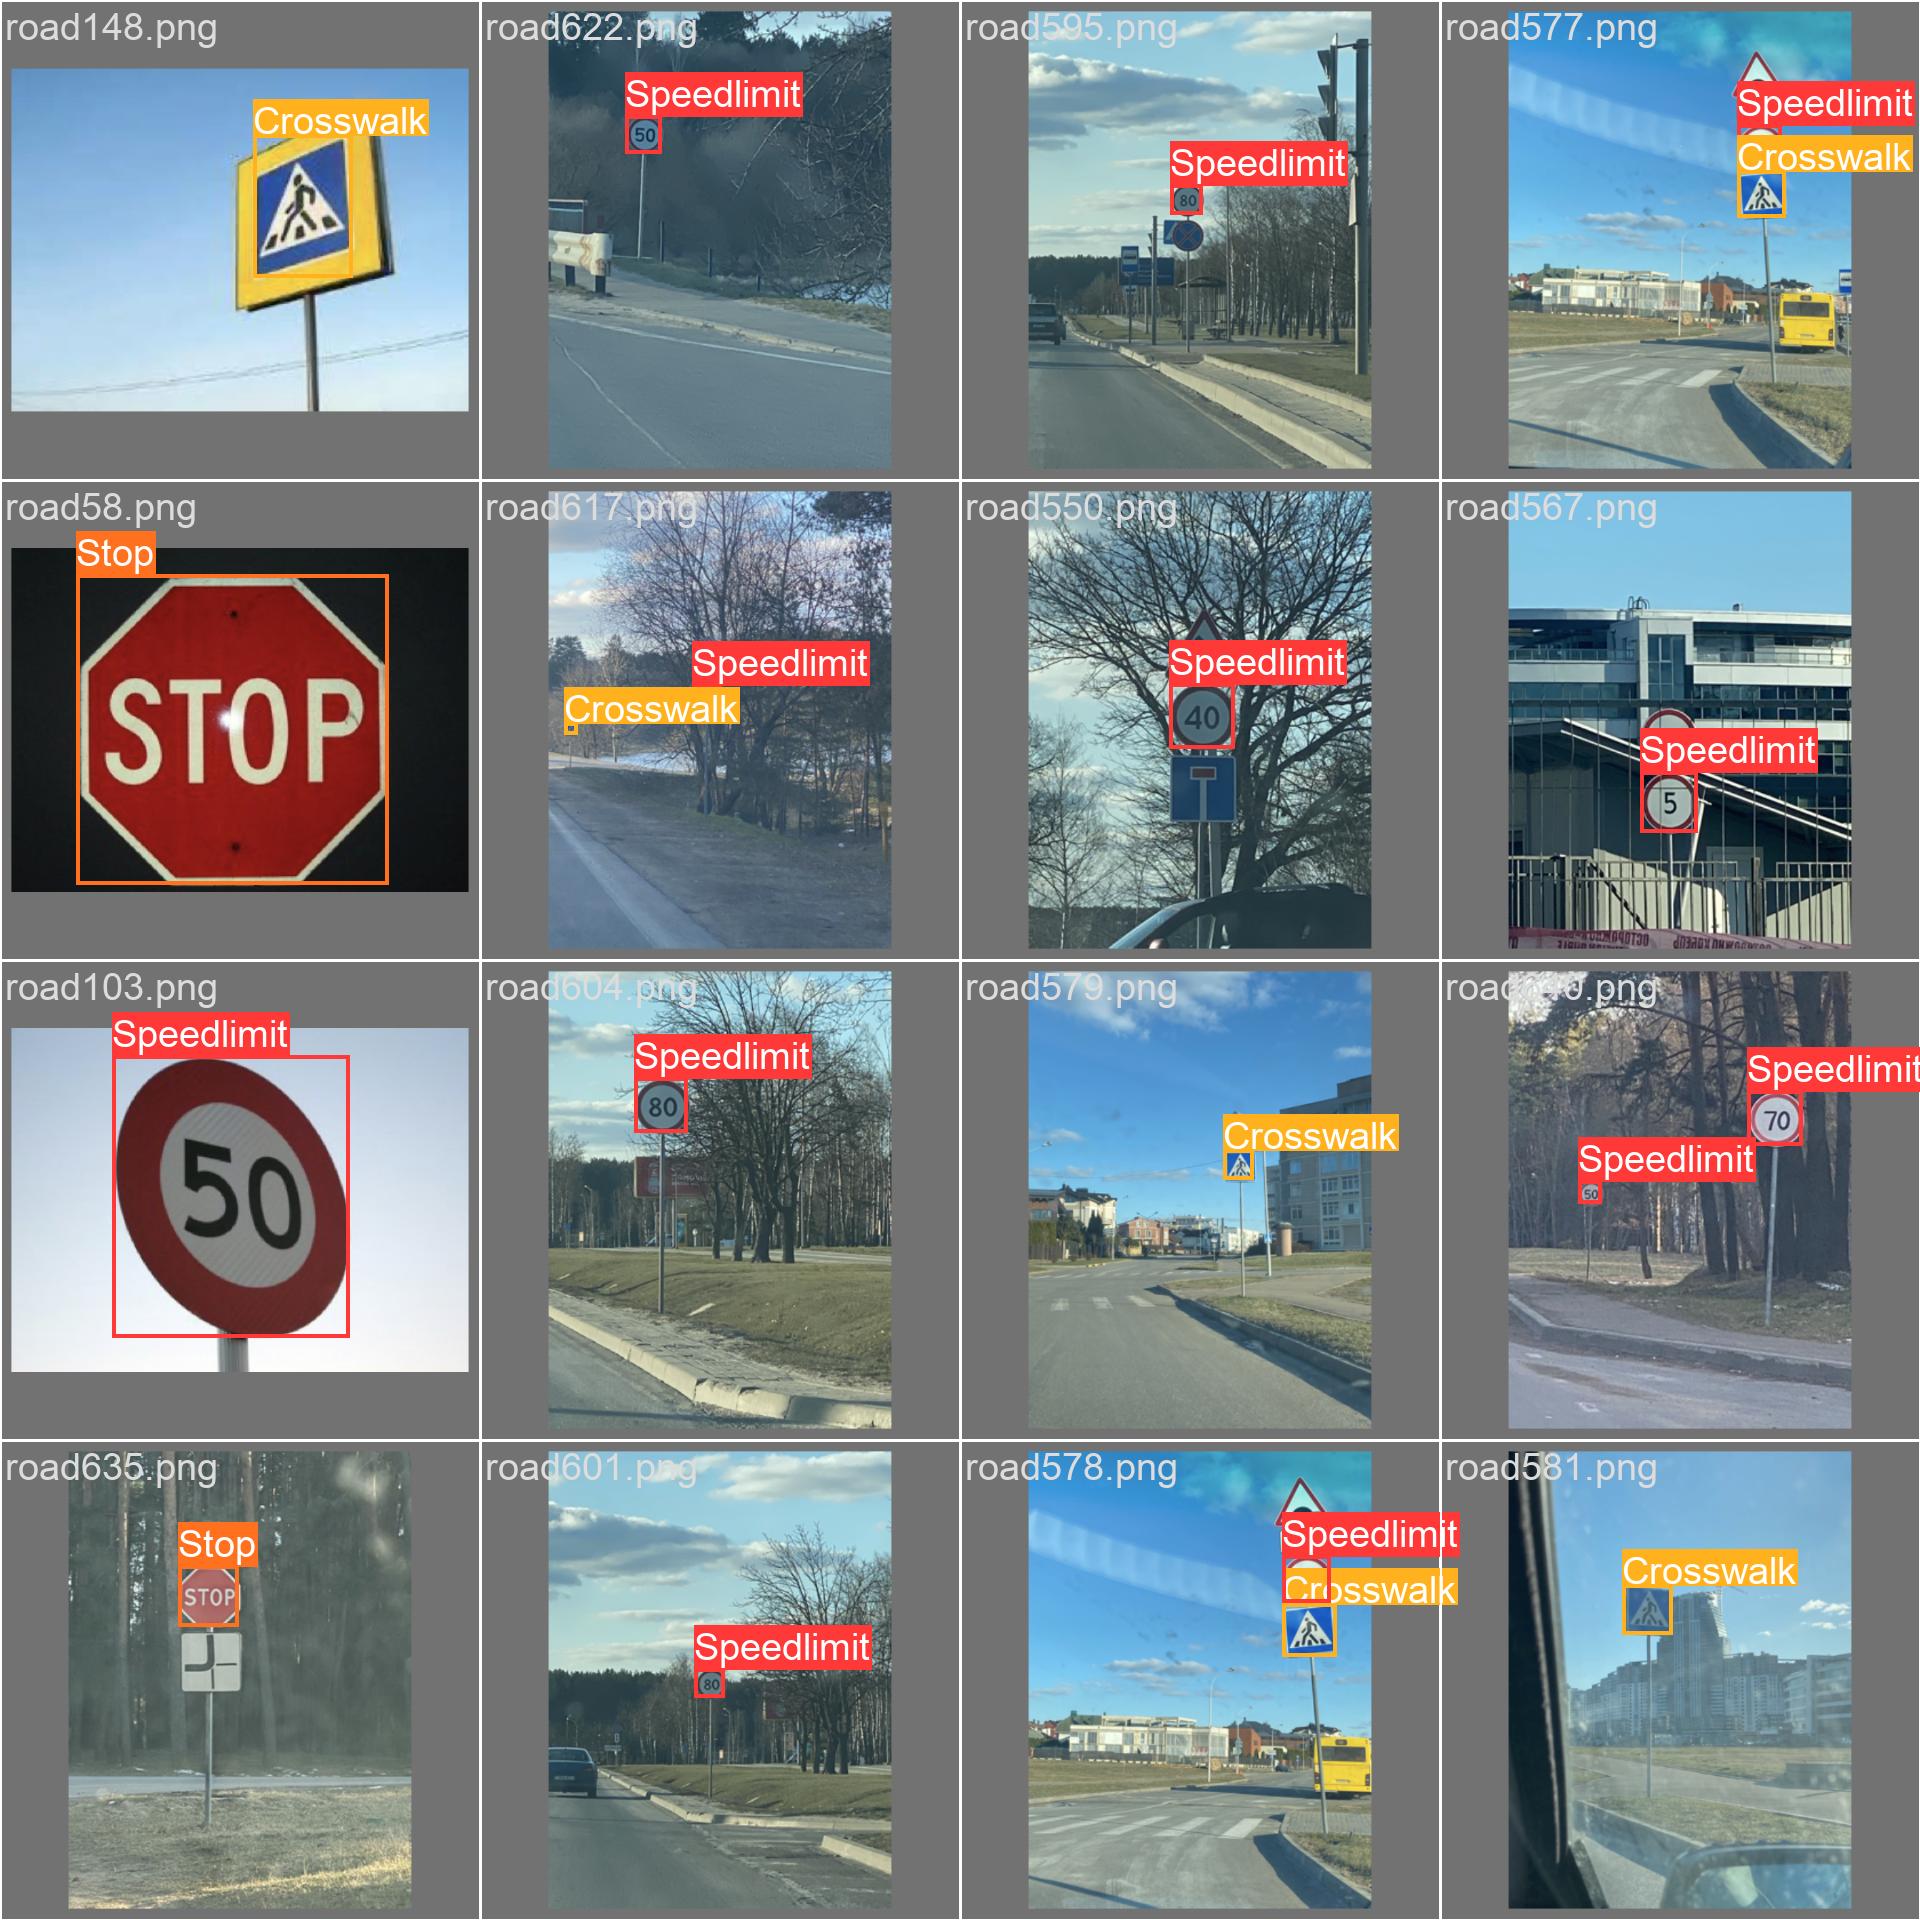 road148.png
Crosswalk
road622.png
Speedlimit
50
road595.png
Speedlimit
80
road577.png
Speedlimit
Crosswalk
road58.png
Stop
STOP
road617.png
Speedlimit
Crosswalk
road550.png
Speedlimit
40
road567.png
Speedlimit
5
road103.png
Speedlimit
50
road604.png
Speedlimit
80
road579.png
Crosswalk
Speedlimit
70
Speedlimit
50
road635.png
Stop
STOP
road601.png
Speedlimit
80
road578.png
Speedlimit
Crosswalk
road581.png
Crosswalk